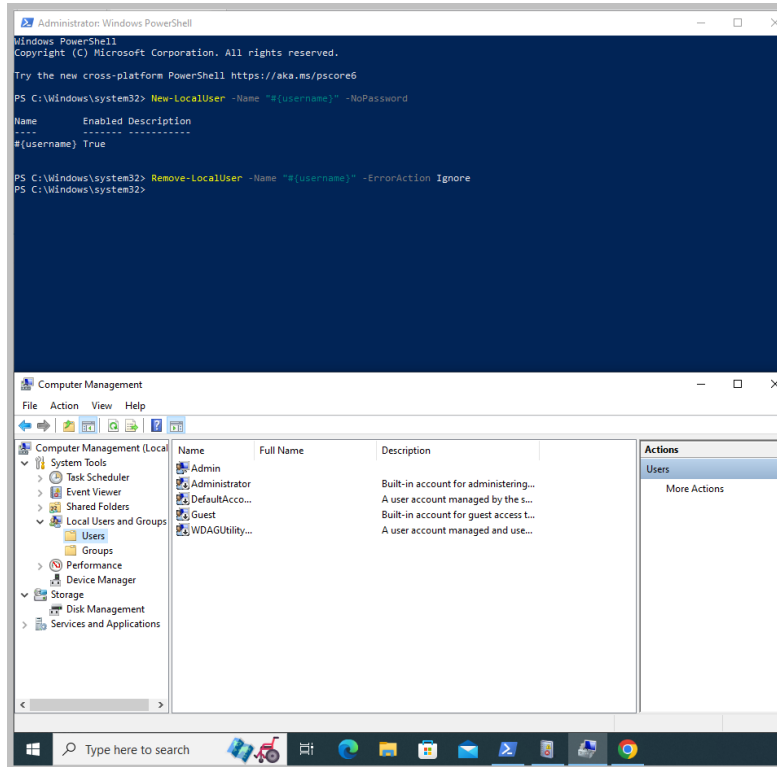 Administrator: Windows PowerShell
Windows PowerShell
Copyright (C) Microsoft Corporation. All rights reserved.
Try the new cross-platform PowerShell https://aka.ms/pscore6
PS C:\Windows\system32> New-LocalUser -Name "#{username}" -NoPassword
Name Enabled Description
---- ------- -----------
#{username} True
PS C:\Windows\system32> Remove-LocalUser -Name "#{username}" -ErrorAction Ignore
PS C:\Windows\system32>
Computer Management
File Action View Help
Computer Management (Local
System Tools
Task Scheduler
Event Viewer
Shared Folders
Local Users and Groups
Users
Groups
Performance
Device Manager
Storage
Disk Management
Services and Applications
Name Full Name Description
Admin
Administrator Built-in account for administering...
DefaultAcco... A user account managed by the s...
Guest Built-in account for guest access t...
WDAGUtility... A user account managed and use...
Actions
Users
More Actions
Type here to search